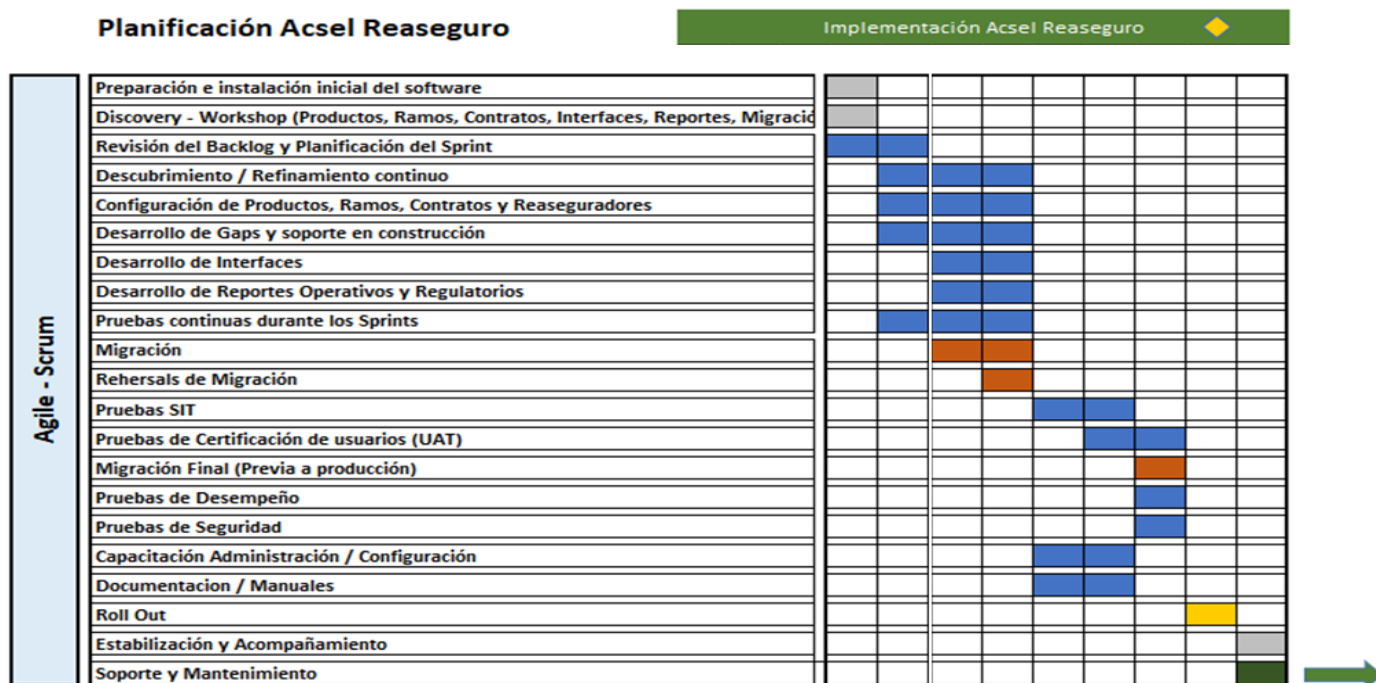 Planificación Acsel Reaseguro
Implementación Acsel Reaseguro
Agile - Scrum
Preparación e instalación inicial del software
Discovery - Workshop (Productos, Ramos, Contratos, Interfaces, Reportes, Migració
Revisión del Backlog y Planificación del Sprint
Descubrimiento / Refinamiento continuo
Configuración de Productos, Ramos, Contratos y Reaseguradores
Desarrollo de Gaps y soporte en construcción
Desarrollo de Interfaces
Desarrollo de Reportes Operativos y Regulatorios
Pruebas continuas durante los Sprints
Migración
Rehersals de Migración
Pruebas SIT
Pruebas de Certificación de usuarios (UAT)
Migración Final (Previa a producción)
Pruebas de Desempeño
Pruebas de Seguridad
Capacitación Administración / Configuración
Documentacion / Manuales
Roll Out
Estabilización y Acompañamiento
Soporte y Mantenimiento